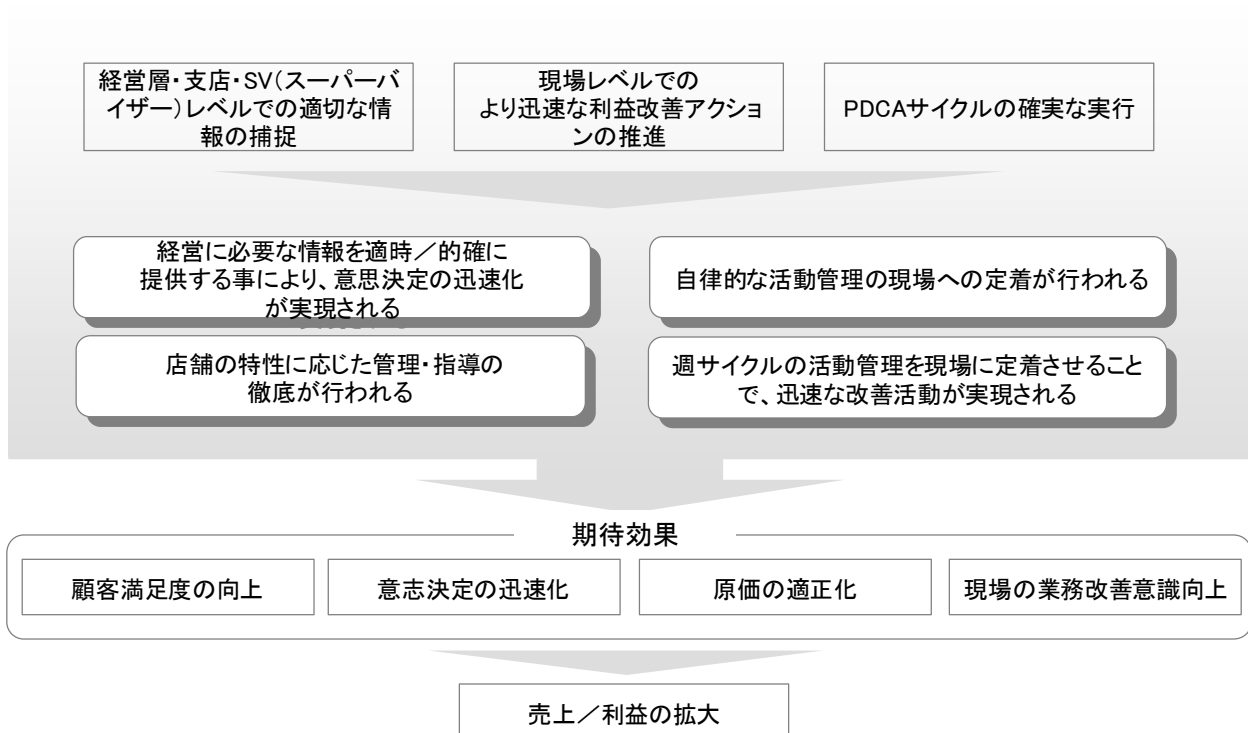 経営層・支店・SV(スーパーバ
イザー)レベルでの適切な情
報の捕捉
現場レベルでの
より迅速な利益改善アクショ
ンの推進
PDCAサイクルの確実な実行
経営に必要な情報を適時／的確に
提供する事により、意思決定の迅速化
が実現される
自律的な活動管理の現場への定着が行われる
店舗の特性に応じた管理・指導の
徹底が行われる
週サイクルの活動管理を現場に定着させること
で、迅速な改善活動が実現される
期待効果
顧客満足度の向上
意志決定の迅速化
原価の適正化
現場の業務改善意識向上
売上／利益の拡大